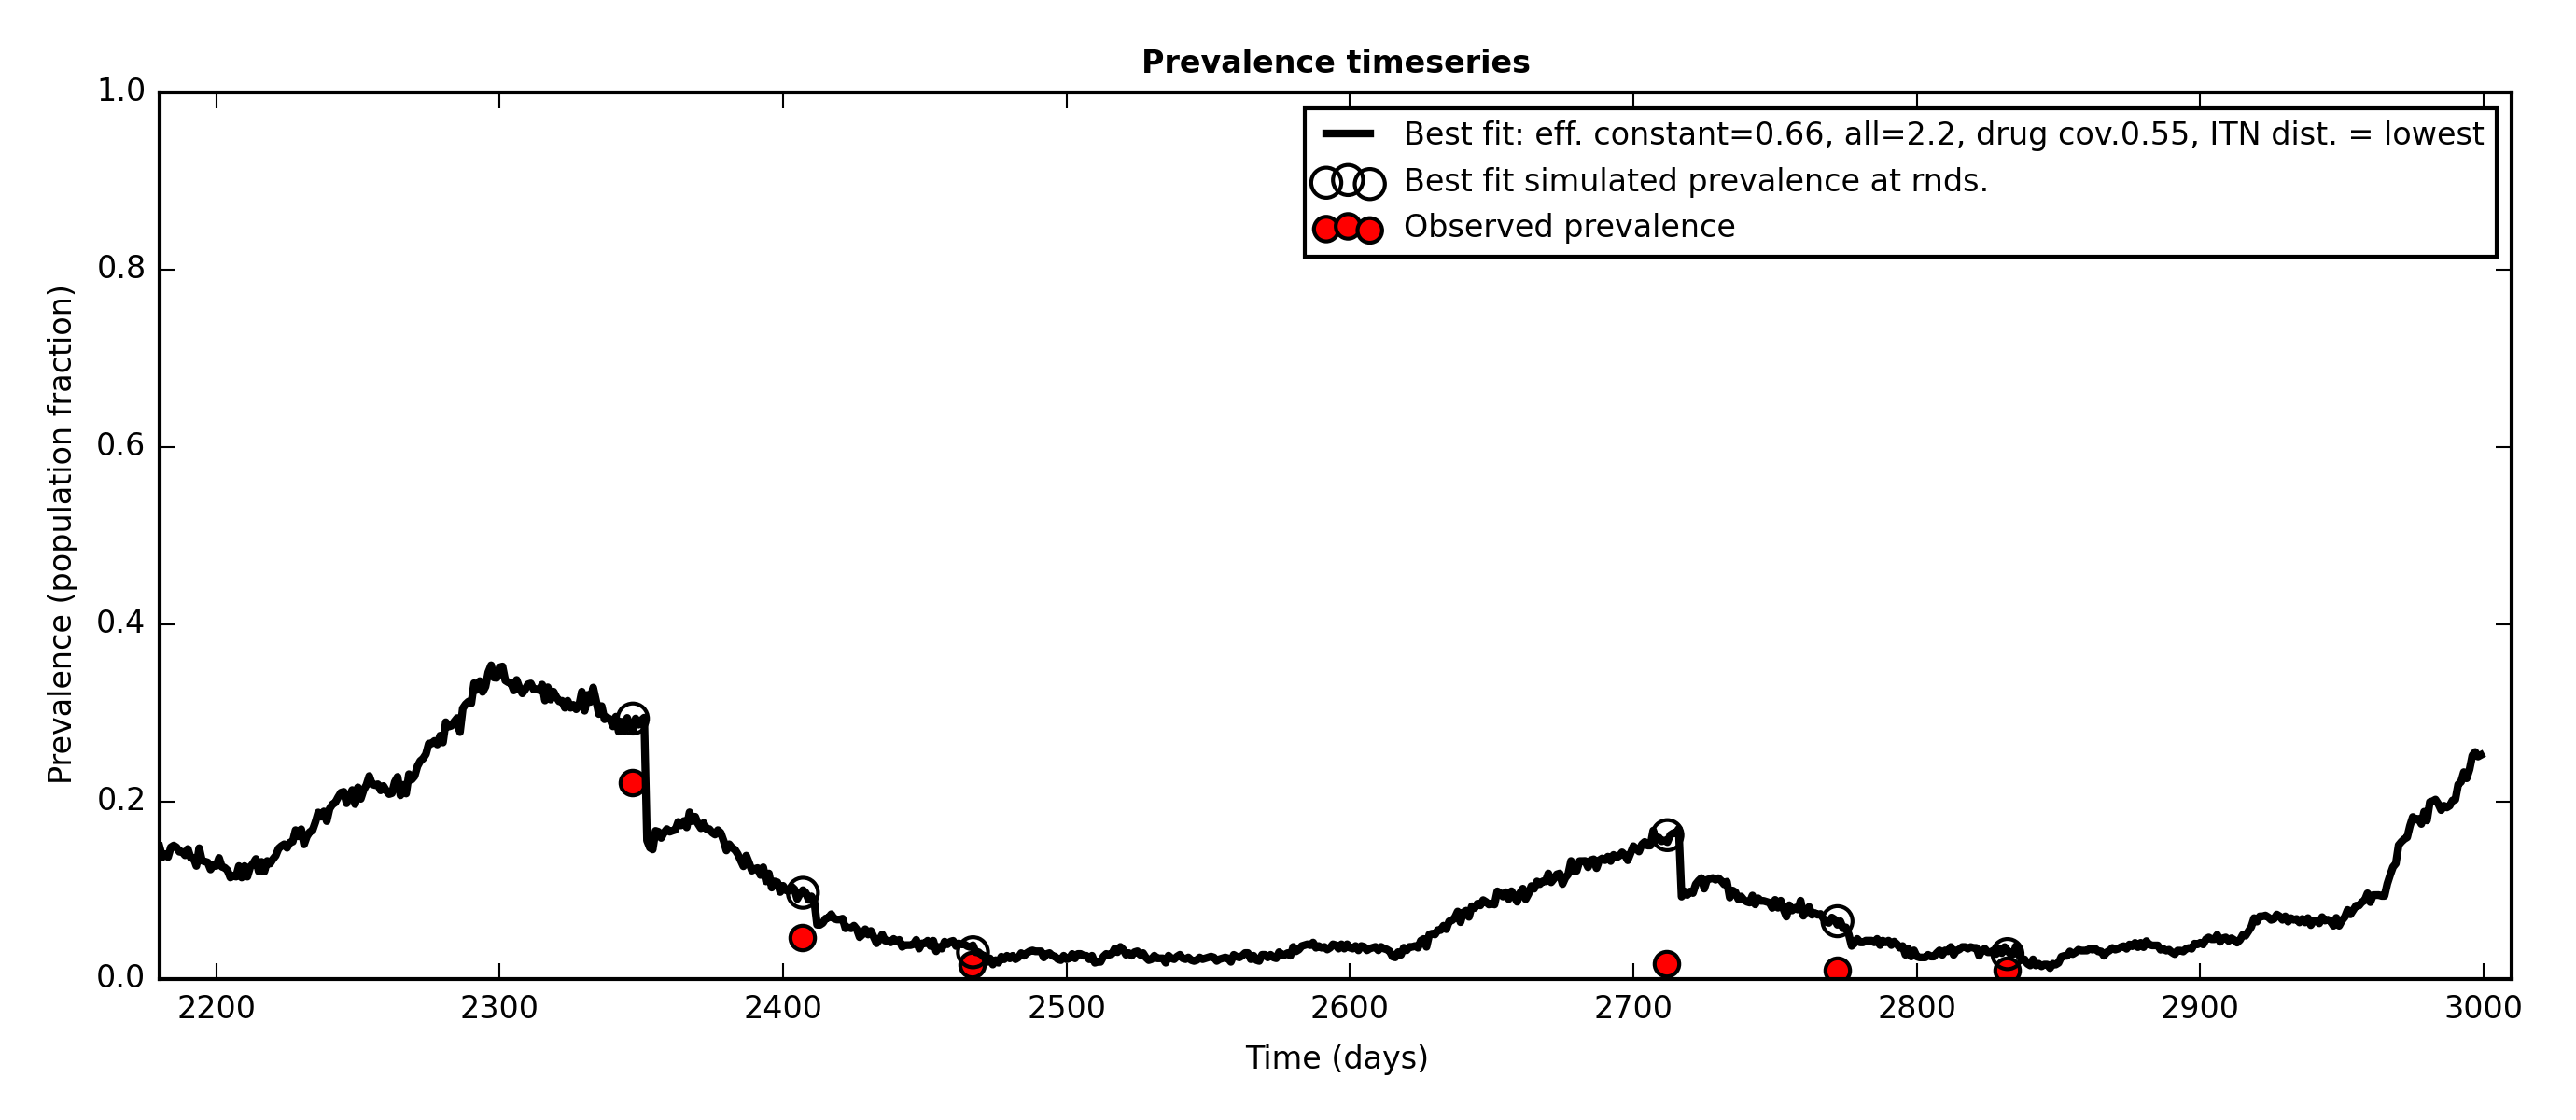 Prevalence timeseries
1.0
0.8
0.6
0.4
0.2
0.0
Prevalence (population fraction)
Best fit: eff. constant=0.66, all=2.2, drug cov.0.55, ITN dist. = lowest
Best fit simulated prevalence at rnds.
Observed prevalence
2200 2300 2400 2500 2600 2700 2800 2900 3000
Time (days)